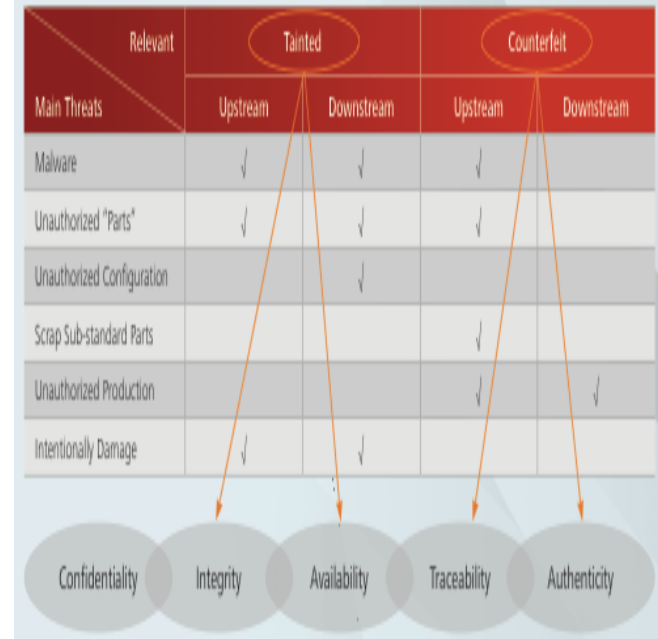 Relevant Tainted Counterfeit
Main Threats Upstream Downstream Upstream Downstream
Malware √ √ √
Unauthorized "Parts" √ √ √
Unauthorized Configuration √
Scrap Sub-standard Parts √
Unauthorized Production √ √
Intentionally Damage √ √
Confidentiality Integrity Availability Traceability Authenticity